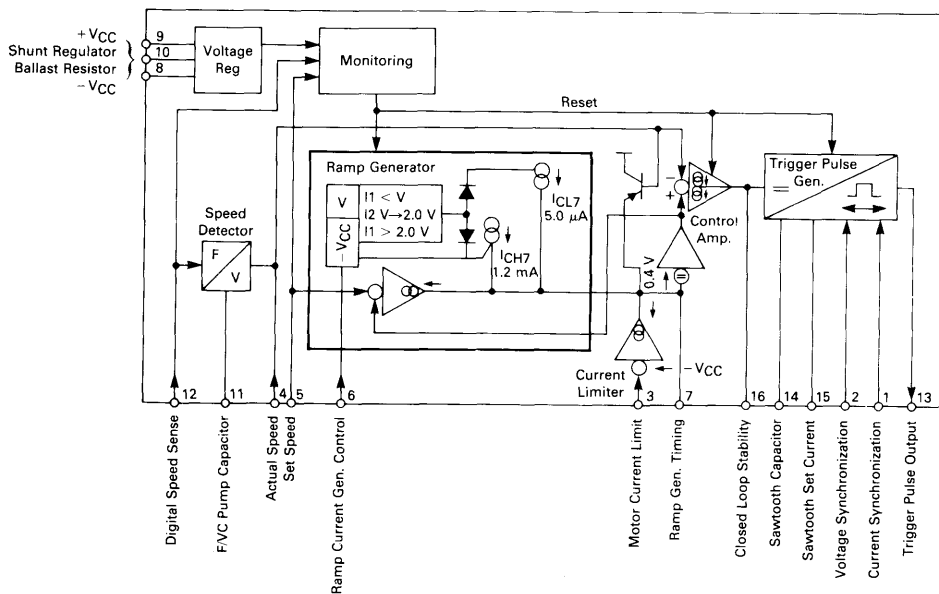 +VCC
Shunt Regulator
Ballast Resistor
−VCC
9
10
8
Voltage
Reg
Monitoring
Reset
Ramp Generator
V
−VCC
I1 < V
I2 V→2.0 V
I1 > 2.0 V
ICL7
5.0 μA
ICH7
1.2 mA
Speed
Detector
F
V
−
+
Control
Amp.
=
Trigger Pulse
Gen.
=
0.4 V
Current
Limiter
−VCC
12
11
4
5
6
3
7
16
14
15
2
1
13
Digital Speed Sense
F/VC Pump Capacitor
Actual Speed
Set Speed
Ramp Current Gen. Control
Motor Current Limit
Ramp Gen. Timing
Closed Loop Stability
Sawtooth Capacitor
Sawtooth Set Current
Voltage Synchronization
Current Synchronization
Trigger Pulse Output